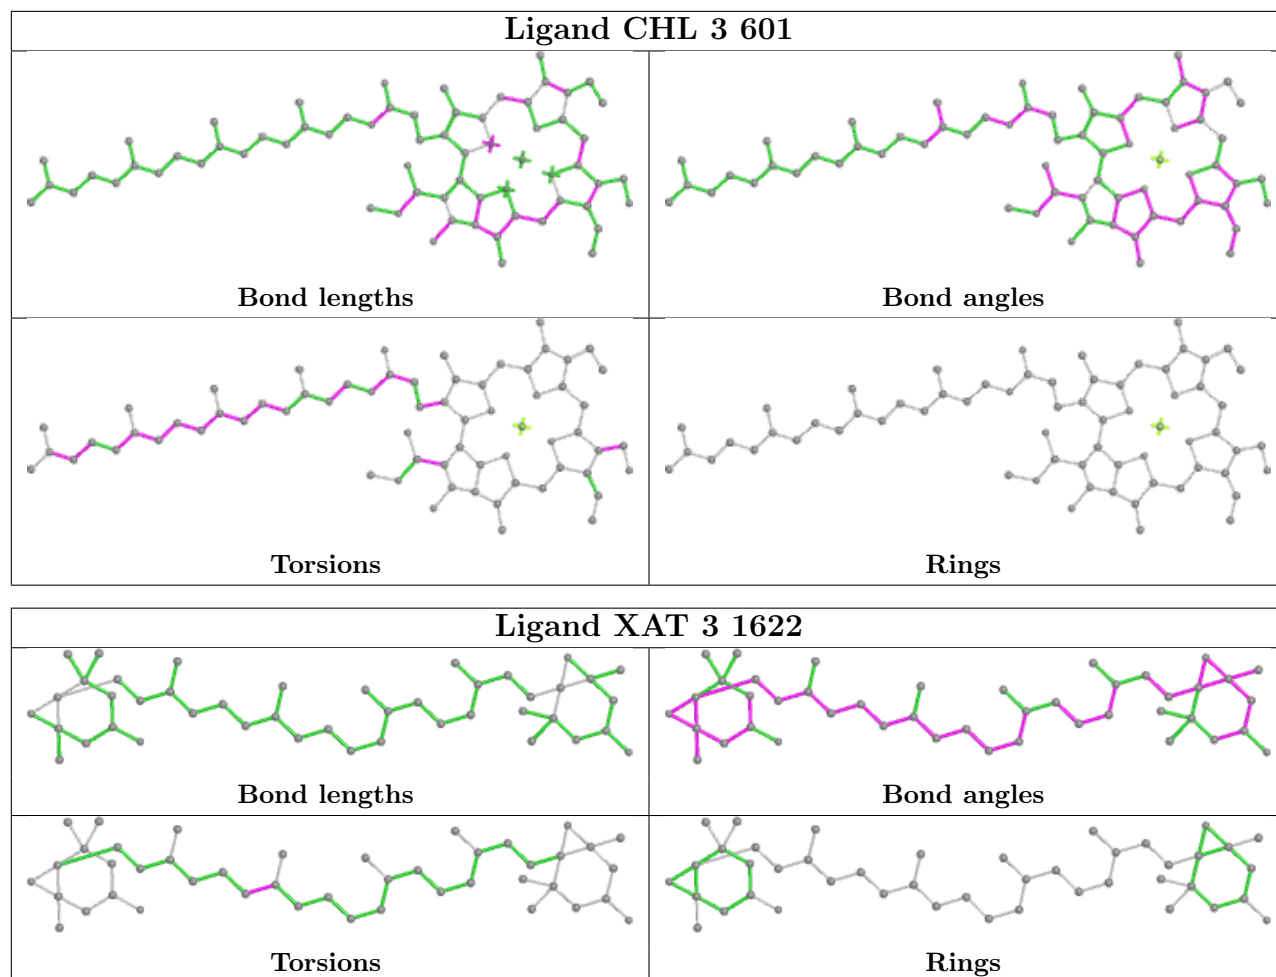 Ligand CHL 3 601
Bond lengths
Bond angles
Torsions
Rings
Ligand XAT 3 1622
Bond lengths
Bond angles
Torsions
Rings